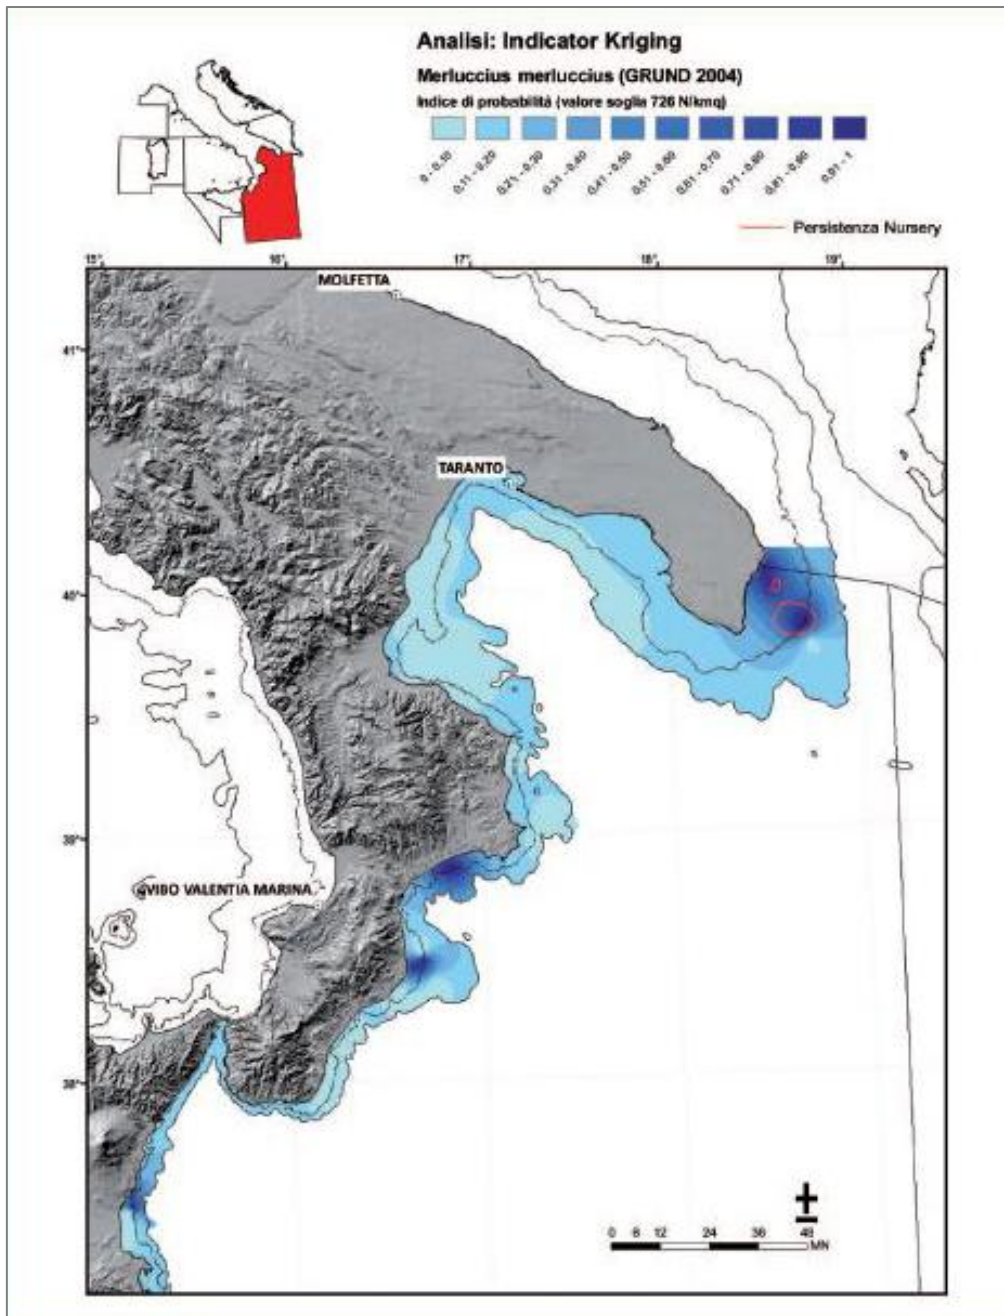 Analisi: Indicator Kriging
Merluccius merluccius (GRUND 2004)
Indice di probabilità (valore soglia 726 N/kmq)
0 - 0,10
0,11 - 0,20
0,21 - 0,30
0,31 - 0,40
0,41 - 0,50
0,51 - 0,60
0,61 - 0,70
0,71 - 0,80
0,81 - 0,90
0,91 - 1
Persistenza Nursery
15° 16° 17° 18° 19°
MOLFETTA
41°
TARANTO
40°
39°
VIBO VALENTIA MARINA
38°
0 6 12 24 36 48
MN